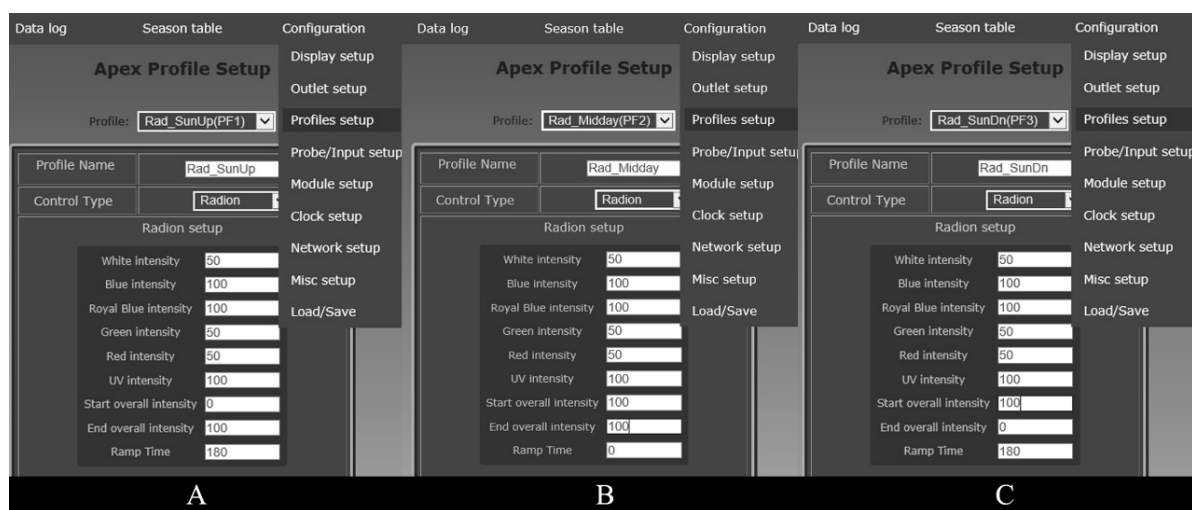 Data log Season table Configuration
Apex Profile Setup
Profile: Rad_SunUp(PF1)
Profile Name Rad_SunUp
Control Type Radion
Radion setup
White intensity 50
Blue intensity 100
Royal Blue intensity 100
Green intensity 50
Red intensity 50
UV intensity 100
Start overall intensity 0
End overall intensity 100
Ramp Time 180
Display setup
Outlet setup
Profiles setup
Probe/Input setup
Module setup
Clock setup
Network setup
Misc setup
Load/Save
A
Data log Season table Configuration
Apex Profile Setup
Profile: Rad_Midday(PF2)
Profile Name Rad_Midday
Control Type Radion
Radion setup
White intensity 50
Blue intensity 100
Royal Blue intensity 100
Green intensity 50
Red intensity 50
UV intensity 100
Start overall intensity 100
End overall intensity 100
Ramp Time 0
Display setup
Outlet setup
Profiles setup
Probe/Input setup
Module setup
Clock setup
Network setup
Misc setup
Load/Save
B
Data log Season table Configuration
Apex Profile Setup
Profile: Rad_SunDn(PF3)
Profile Name Rad_SunDn
Control Type Radion
Radion setup
White intensity 50
Blue intensity 100
Royal Blue intensity 100
Green intensity 50
Red intensity 50
UV intensity 100
Start overall intensity 100
End overall intensity 0
Ramp Time 180
Display setup
Outlet setup
Profiles setup
Probe/Input setup
Module setup
Clock setup
Network setup
Misc setup
Load/Save
C